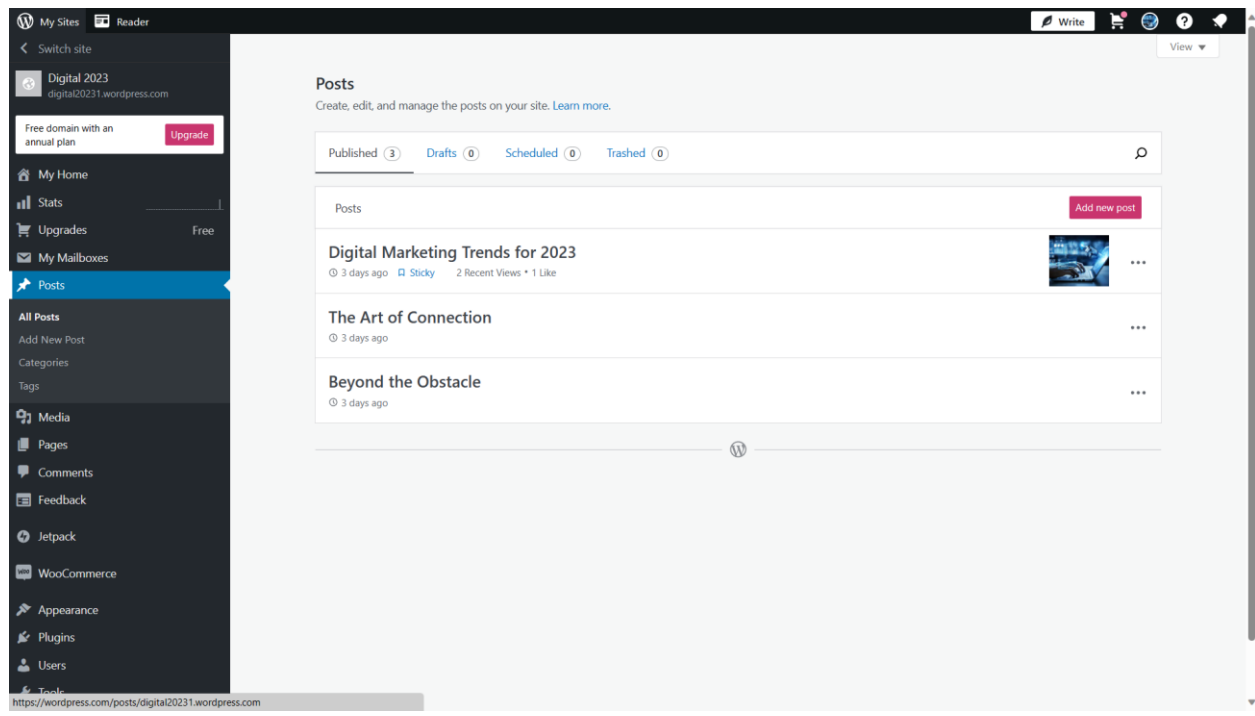 My Sites Reader Write
Switch site
View ▼
Digital 2023
digital20231.wordpress.com
Free domain with an
annual plan
Upgrade
My Home
Stats
Upgrades Free
My Mailboxes
Posts
All Posts
Add New Post
Categories
Tags
Media
Pages
Comments
Feedback
Jetpack
WooCommerce
Appearance
Plugins
Users
Tools
Posts
Create, edit, and manage the posts on your site. Learn more.
Published 3 Drafts 0 Scheduled 0 Trashed 0
Posts Add new post
Digital Marketing Trends for 2023
3 days ago Sticky 2 Recent Views • 1 Like
The Art of Connection
3 days ago
Beyond the Obstacle
3 days ago
https://wordpress.com/posts/digital20231.wordpress.com